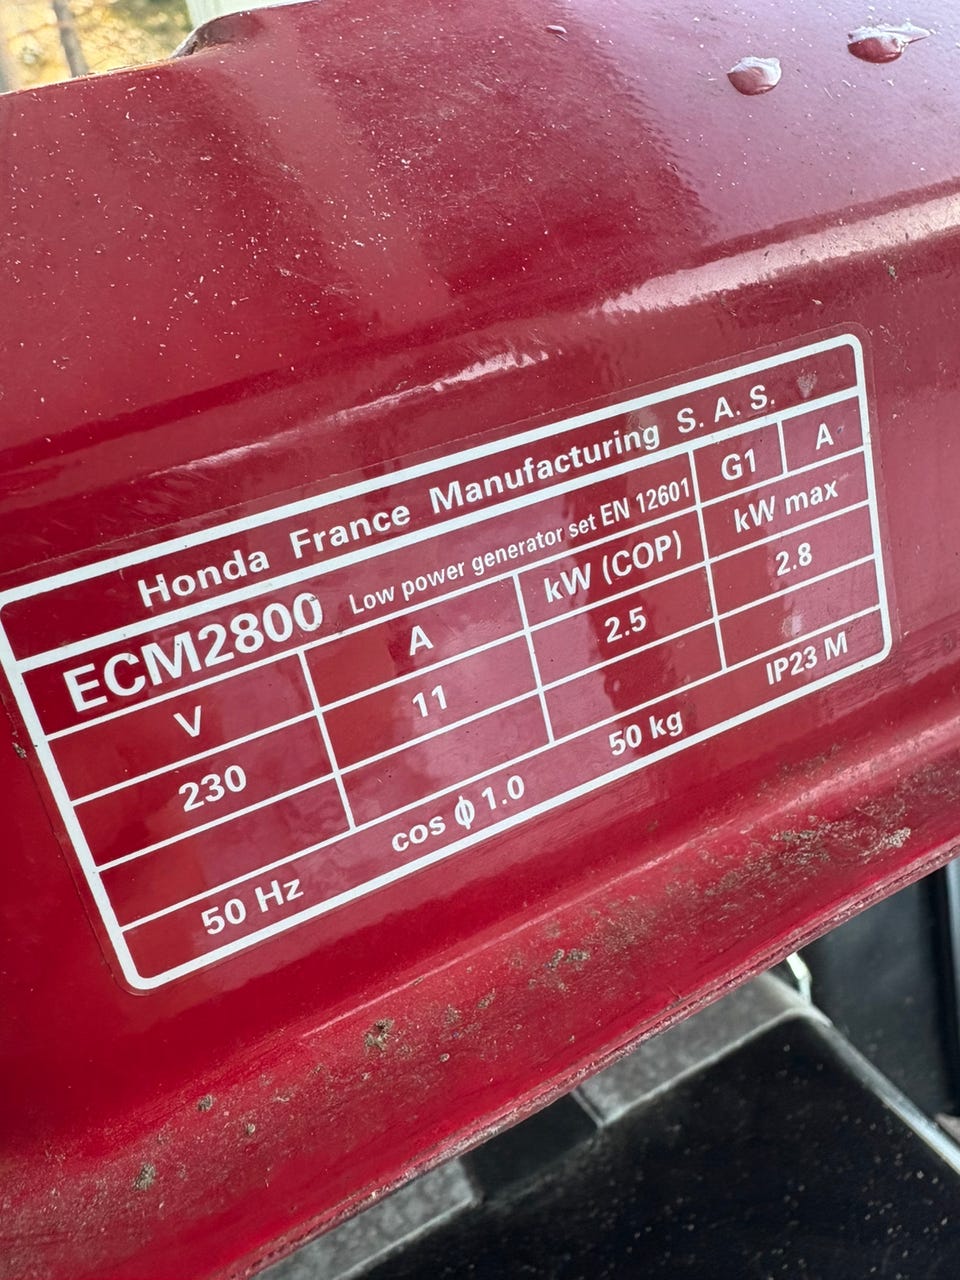 Honda France Manufacturing S. A. S.
ECM2800 Low power generator set EN 12601 G1 A
V A kW (COP) kW max
230 11 2.5 2.8
50 Hz cos ϕ 1.0 50 kg IP23 M